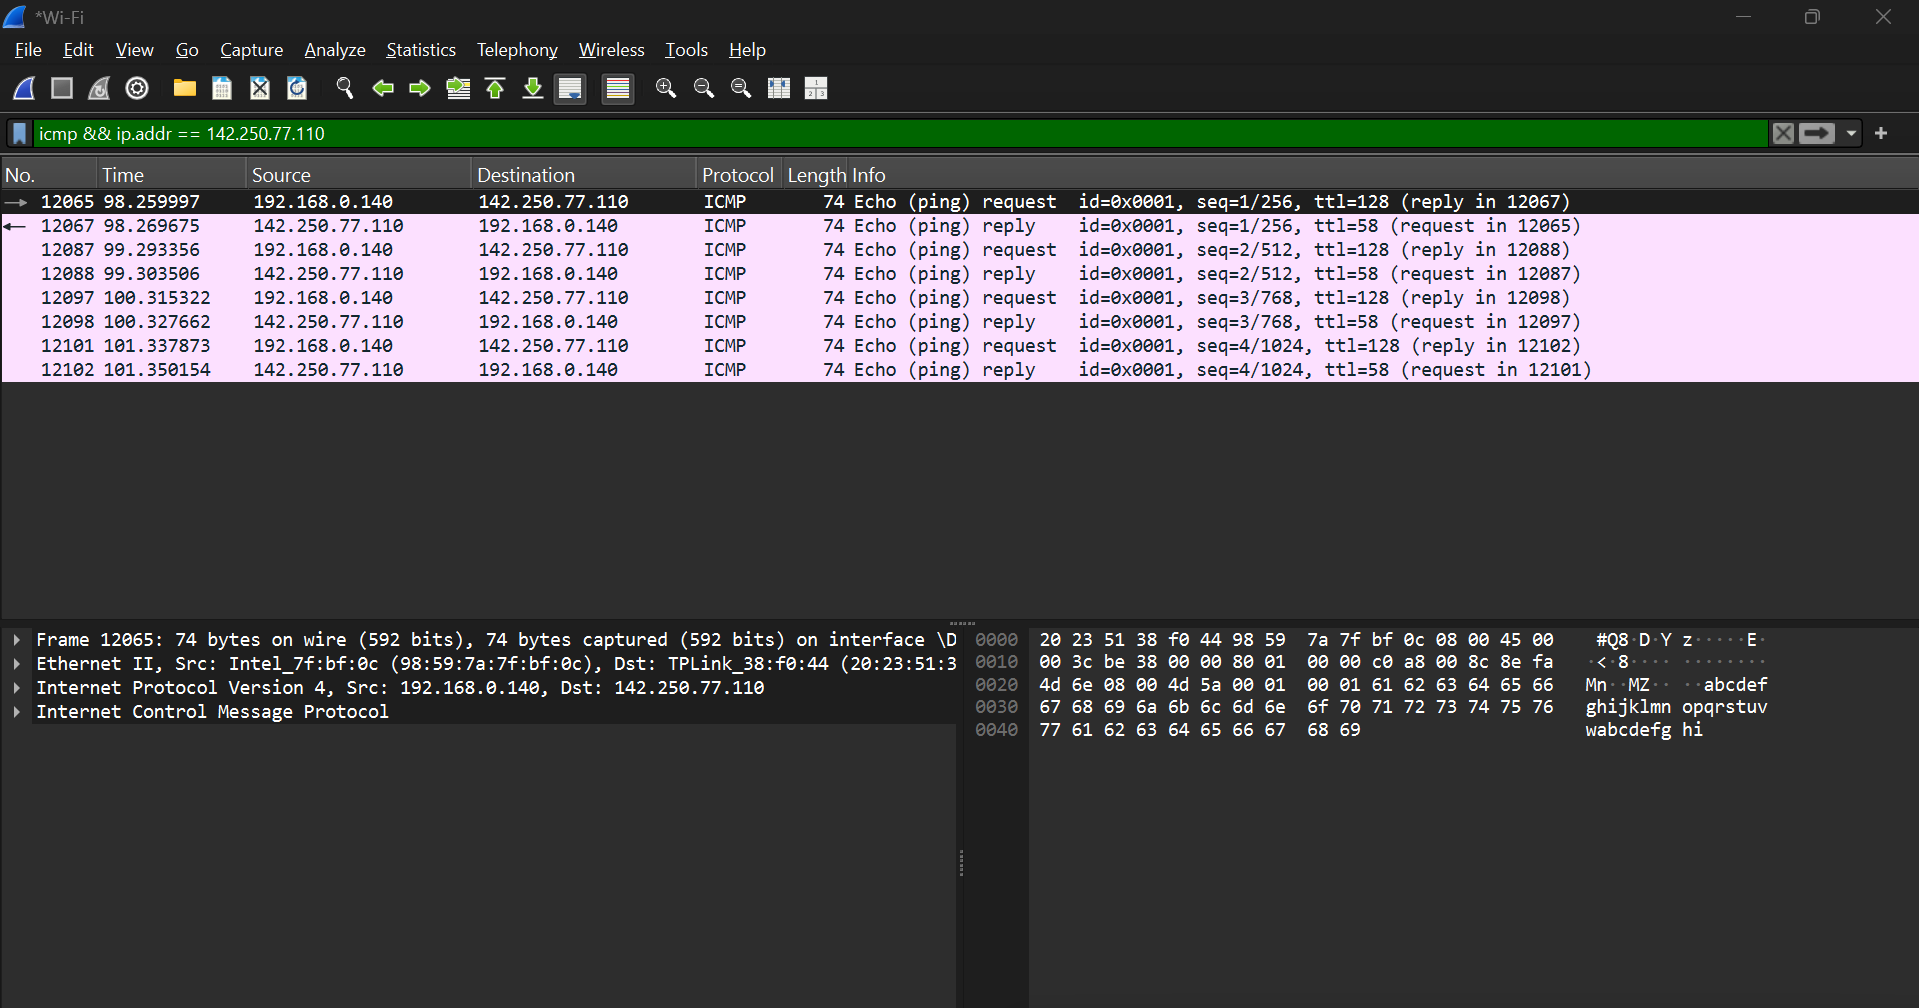 *Wi-Fi
File Edit View Go Capture Analyze Statistics Telephony Wireless Tools Help
icmp && ip.addr == 142.250.77.110
No. Time Source Destination Protocol Length Info
12065 98.259997 192.168.0.140 142.250.77.110 ICMP 74 Echo (ping) request id=0x0001, seq=1/256, ttl=128 (reply in 12067)
12067 98.269675 142.250.77.110 192.168.0.140 ICMP 74 Echo (ping) reply id=0x0001, seq=1/256, ttl=58 (request in 12065)
12087 99.293356 192.168.0.140 142.250.77.110 ICMP 74 Echo (ping) request id=0x0001, seq=2/512, ttl=128 (reply in 12088)
12088 99.303506 142.250.77.110 192.168.0.140 ICMP 74 Echo (ping) reply id=0x0001, seq=2/512, ttl=58 (request in 12087)
12097 100.315322 192.168.0.140 142.250.77.110 ICMP 74 Echo (ping) request id=0x0001, seq=3/768, ttl=128 (reply in 12098)
12098 100.327662 142.250.77.110 192.168.0.140 ICMP 74 Echo (ping) reply id=0x0001, seq=3/768, ttl=58 (request in 12097)
12101 101.337873 192.168.0.140 142.250.77.110 ICMP 74 Echo (ping) request id=0x0001, seq=4/1024, ttl=128 (reply in 12102)
12102 101.350154 142.250.77.110 192.168.0.140 ICMP 74 Echo (ping) reply id=0x0001, seq=4/1024, ttl=58 (request in 12101)
Frame 12065: 74 bytes on wire (592 bits), 74 bytes captured (592 bits) on interface \D
Ethernet II, Src: Intel_7f:bf:0c (98:59:7a:7f:bf:0c), Dst: TPLink_38:f0:44 (20:23:51:3
Internet Protocol Version 4, Src: 192.168.0.140, Dst: 142.250.77.110
Internet Control Message Protocol
0000 20 23 51 38 f0 44 98 59 7a 7f bf 0c 08 00 45 00 #Q8·D·Y z·····E·
0010 00 3c be 38 00 00 80 01 00 00 c0 a8 00 8c 8e fa ·<·8···· ········
0020 4d 6e 08 00 4d 5a 00 01 00 01 61 62 63 64 65 66 Mn··MZ·· ··abcdef
0030 67 68 69 6a 6b 6c 6d 6e 6f 70 71 72 73 74 75 76 ghijklmn opqrstuv
0040 77 61 62 63 64 65 66 67 68 69 wabcdefg hi